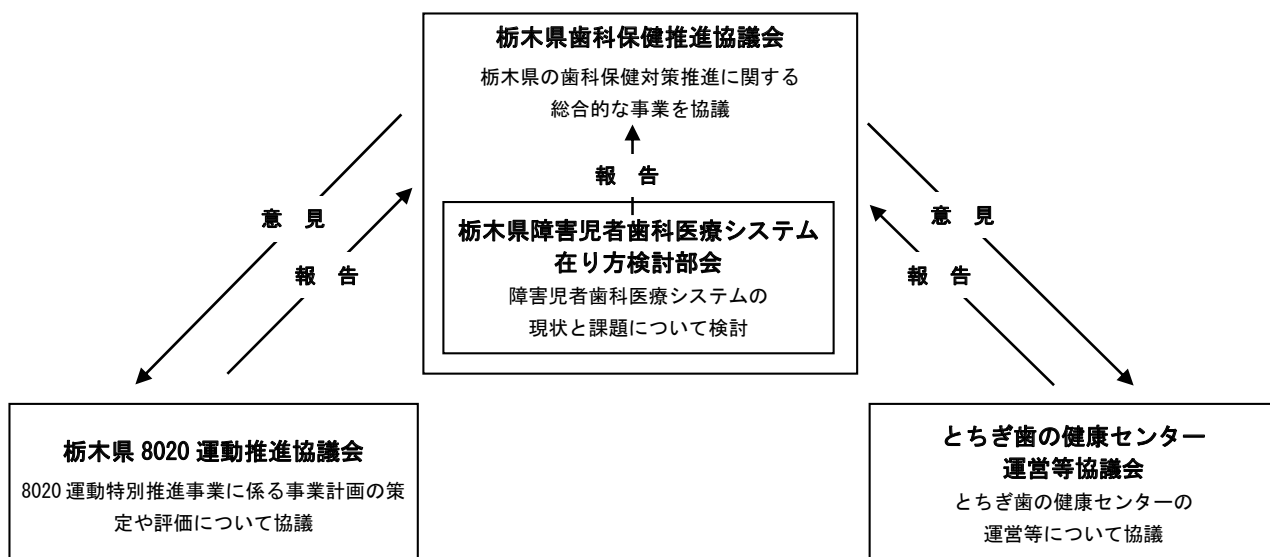 栃木県歯科保健推進協議会
栃木県の歯科保健対策推進に関する
総合的な事業を協議
報 告
栃木県障害児者歯科医療システム
在り方検討部会
障害児者歯科医療システムの
現状と課題について検討
意 見
報 告
意 見
報 告
栃木県 8020 運動推進協議会
8020 運動特別推進事業に係る事業計画の策
定や評価について協議
とちぎ歯の健康センター
運営等協議会
とちぎ歯の健康センターの
運営等について協議